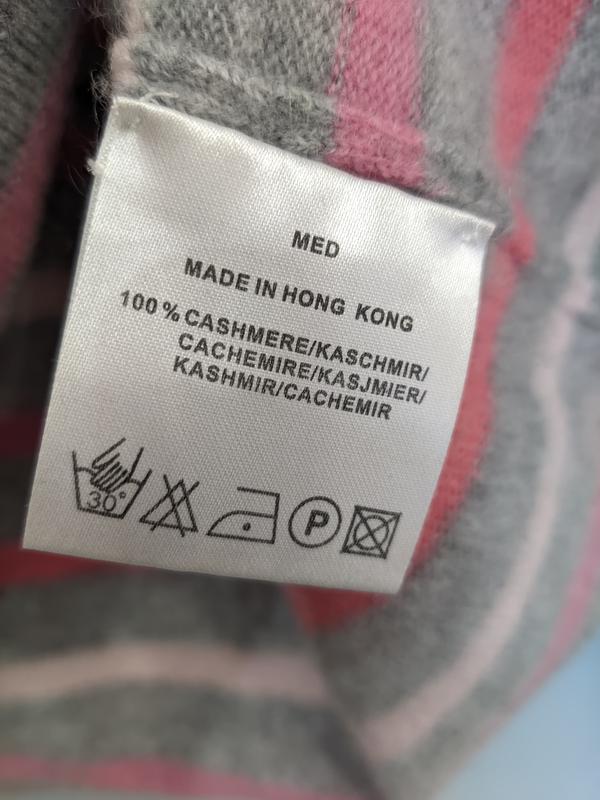 MED
MADE IN HONG KONG
100% CASHMERE/KASCHMIR/
CACHEMIRE/KASJMIER/
KASHMIR/CACHEMIR
30° P